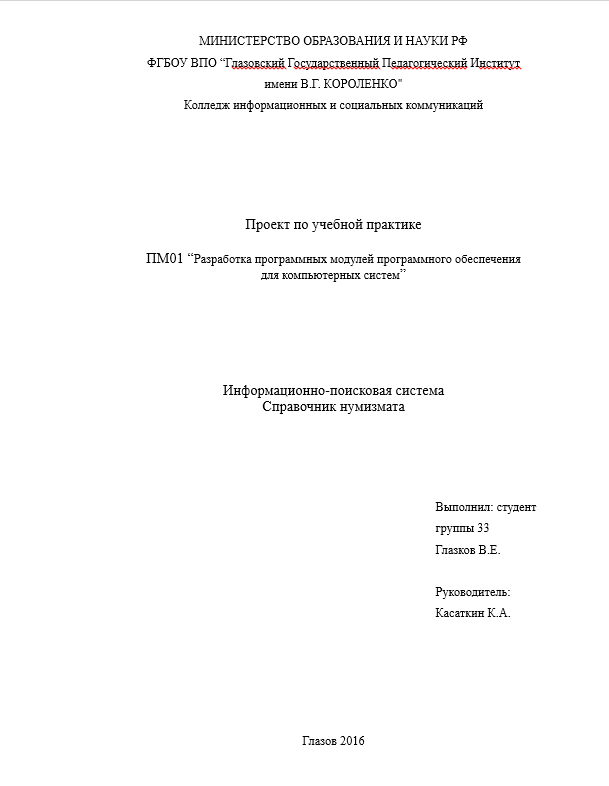 МИНИСТЕРСТВО ОБРАЗОВАНИЯ И НАУКИ РФ
ФГБОУ ВПО “Глазовский Государственный Педагогический Институт
имени В.Г. КОРОЛЕНКО"
Колледж информационных и социальных коммуникаций
Проект по учебной практике
ПМ01 “Разработка программных модулей программного обеспечения
для компьютерных систем”
Информационно-поисковая система
Справочник нумизмата
Выполнил: студент
группы 33
Глазков В.Е.
Руководитель:
Касаткин К.А.
Глазов 2016